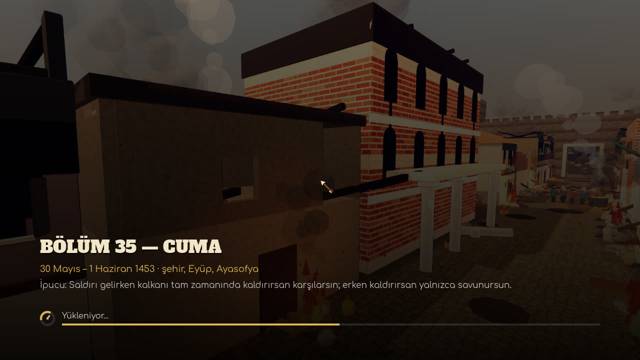 BÖLÜM 35 — CUMA
30 Mayıs – 1 Haziran 1453 · şehir, Eyüp, Ayasofya
İpucu: Saldırı gelirken kalkanı tam zamanında kaldırırsan karşılarsın; erken kaldırırsan yalnızca savunursun.
Yükleniyor...